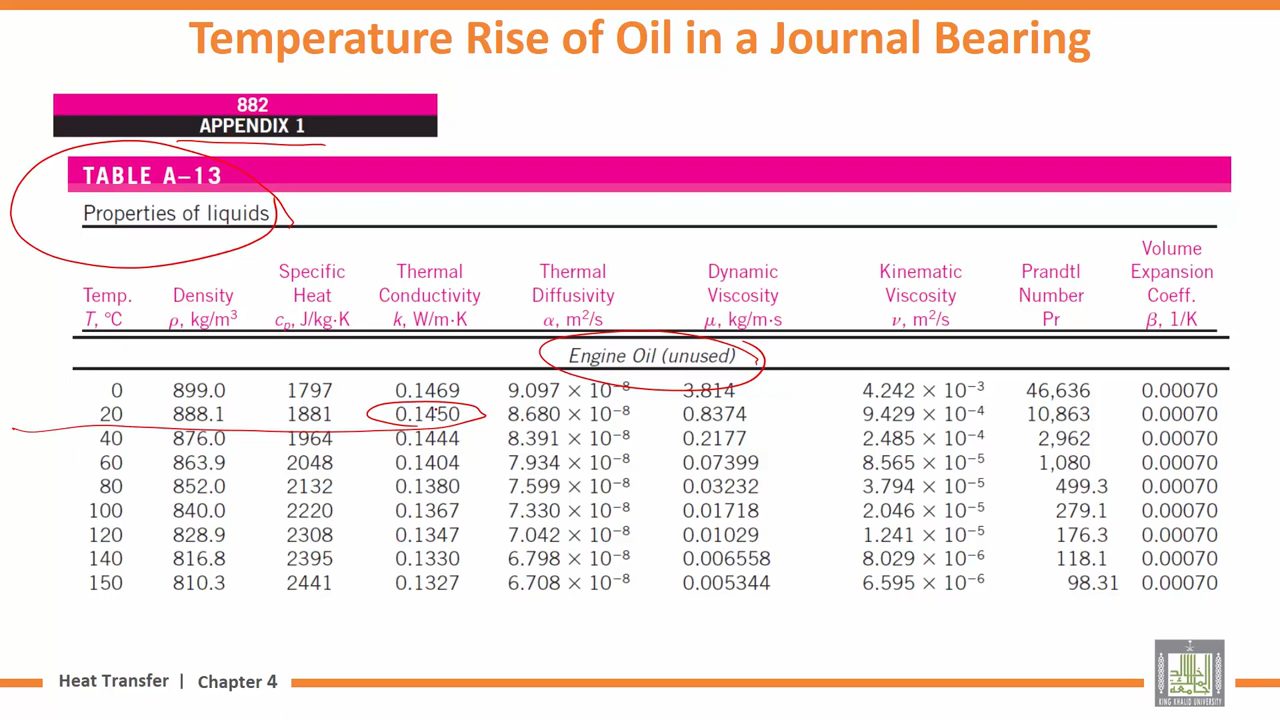 Temperature Rise of Oil in a Journal Bearing
882
APPENDIX 1
TABLE A–13
Properties of liquids
Temp. T, °C Density ρ, kg/m³ Specific Heat cp, J/kg·K Thermal Conductivity k, W/m·K Thermal Diffusivity α, m²/s Dynamic Viscosity μ, kg/m·s Kinematic Viscosity ν, m²/s Prandtl Number Pr Volume Expansion Coeff. β, 1/K
Engine Oil (unused)
0 899.0 1797 0.1469 9.097 × 10⁻⁸ 3.814 4.242 × 10⁻³ 46,636 0.00070
20 888.1 1881 0.1450 8.680 × 10⁻⁸ 0.8374 9.429 × 10⁻⁴ 10,863 0.00070
40 876.0 1964 0.1444 8.391 × 10⁻⁸ 0.2177 2.485 × 10⁻⁴ 2,962 0.00070
60 863.9 2048 0.1404 7.934 × 10⁻⁸ 0.07399 8.565 × 10⁻⁵ 1,080 0.00070
80 852.0 2132 0.1380 7.599 × 10⁻⁸ 0.03232 3.794 × 10⁻⁵ 499.3 0.00070
100 840.0 2220 0.1367 7.330 × 10⁻⁸ 0.01718 2.046 × 10⁻⁵ 279.1 0.00070
120 828.9 2308 0.1347 7.042 × 10⁻⁸ 0.01029 1.241 × 10⁻⁵ 176.3 0.00070
140 816.8 2395 0.1330 6.798 × 10⁻⁸ 0.006558 8.029 × 10⁻⁶ 118.1 0.00070
150 810.3 2441 0.1327 6.708 × 10⁻⁸ 0.005344 6.595 × 10⁻⁶ 98.31 0.00070
Heat Transfer | Chapter 4
KING KHALID UNIVERSITY